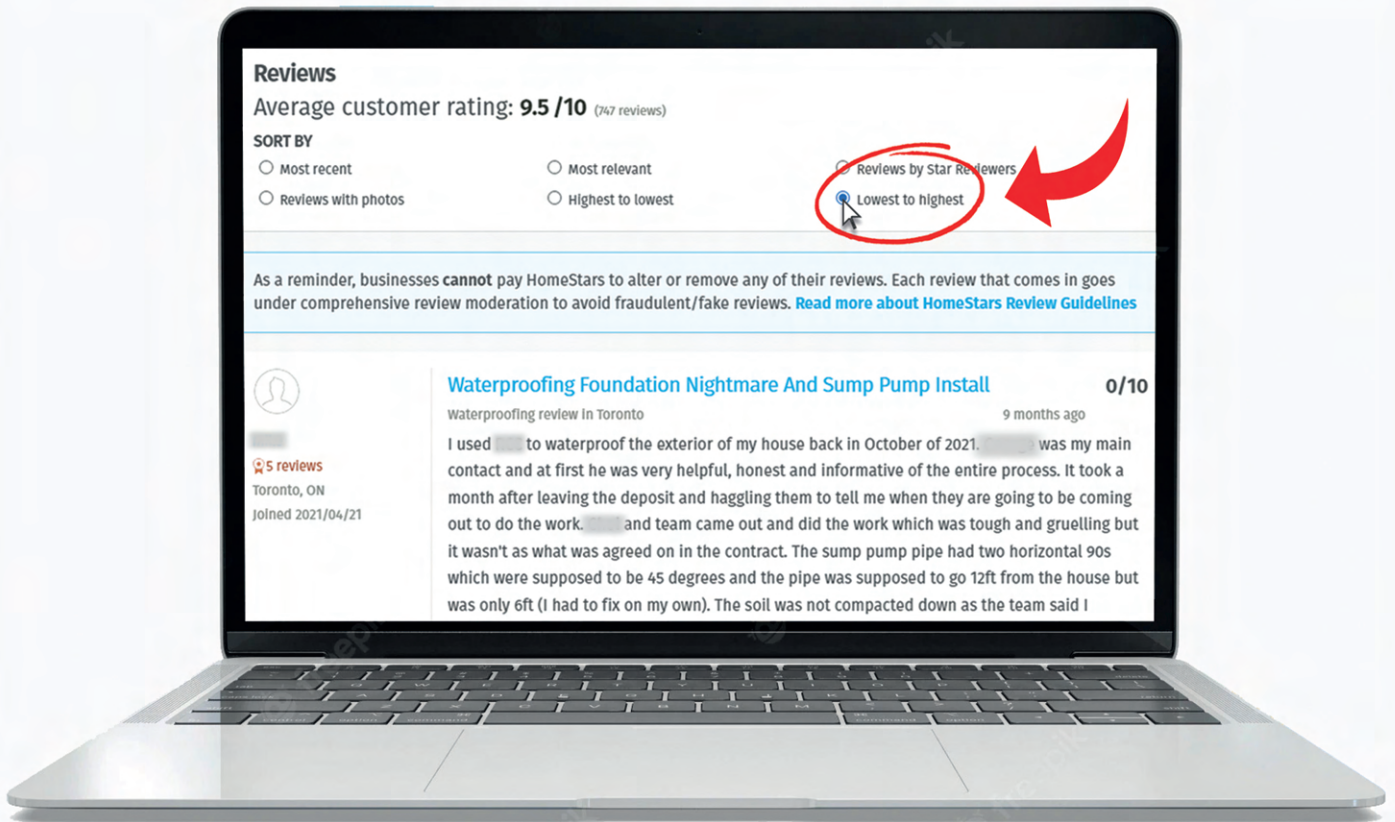 Reviews
Average customer rating: 9.5 /10 (747 reviews)
SORT BY
Most recent
Most relevant
Reviews by Star Reviewers
Reviews with photos
Highest to lowest
Lowest to highest
As a reminder, businesses cannot pay HomeStars to alter or remove any of their reviews. Each review that comes in goes
under comprehensive review moderation to avoid fraudulent/fake reviews. Read more about HomeStars Review Guidelines
5 reviews
Toronto, ON
Joined 2021/04/21
Waterproofing Foundation Nightmare And Sump Pump Install
0/10
Waterproofing review in Toronto
9 months ago
I used to waterproof the exterior of my house back in October of 2021. was my main
contact and at first he was very helpful, honest and informative of the entire process. It took a
month after leaving the deposit and haggling them to tell me when they are going to be coming
out to do the work. and team came out and did the work which was tough and gruelling but
it wasn't as what was agreed on in the contract. The sump pump pipe had two horizontal 90s
which were supposed to be 45 degrees and the pipe was supposed to go 12ft from the house but
was only 6ft (I had to fix on my own). The soil was not compacted down as the team said I